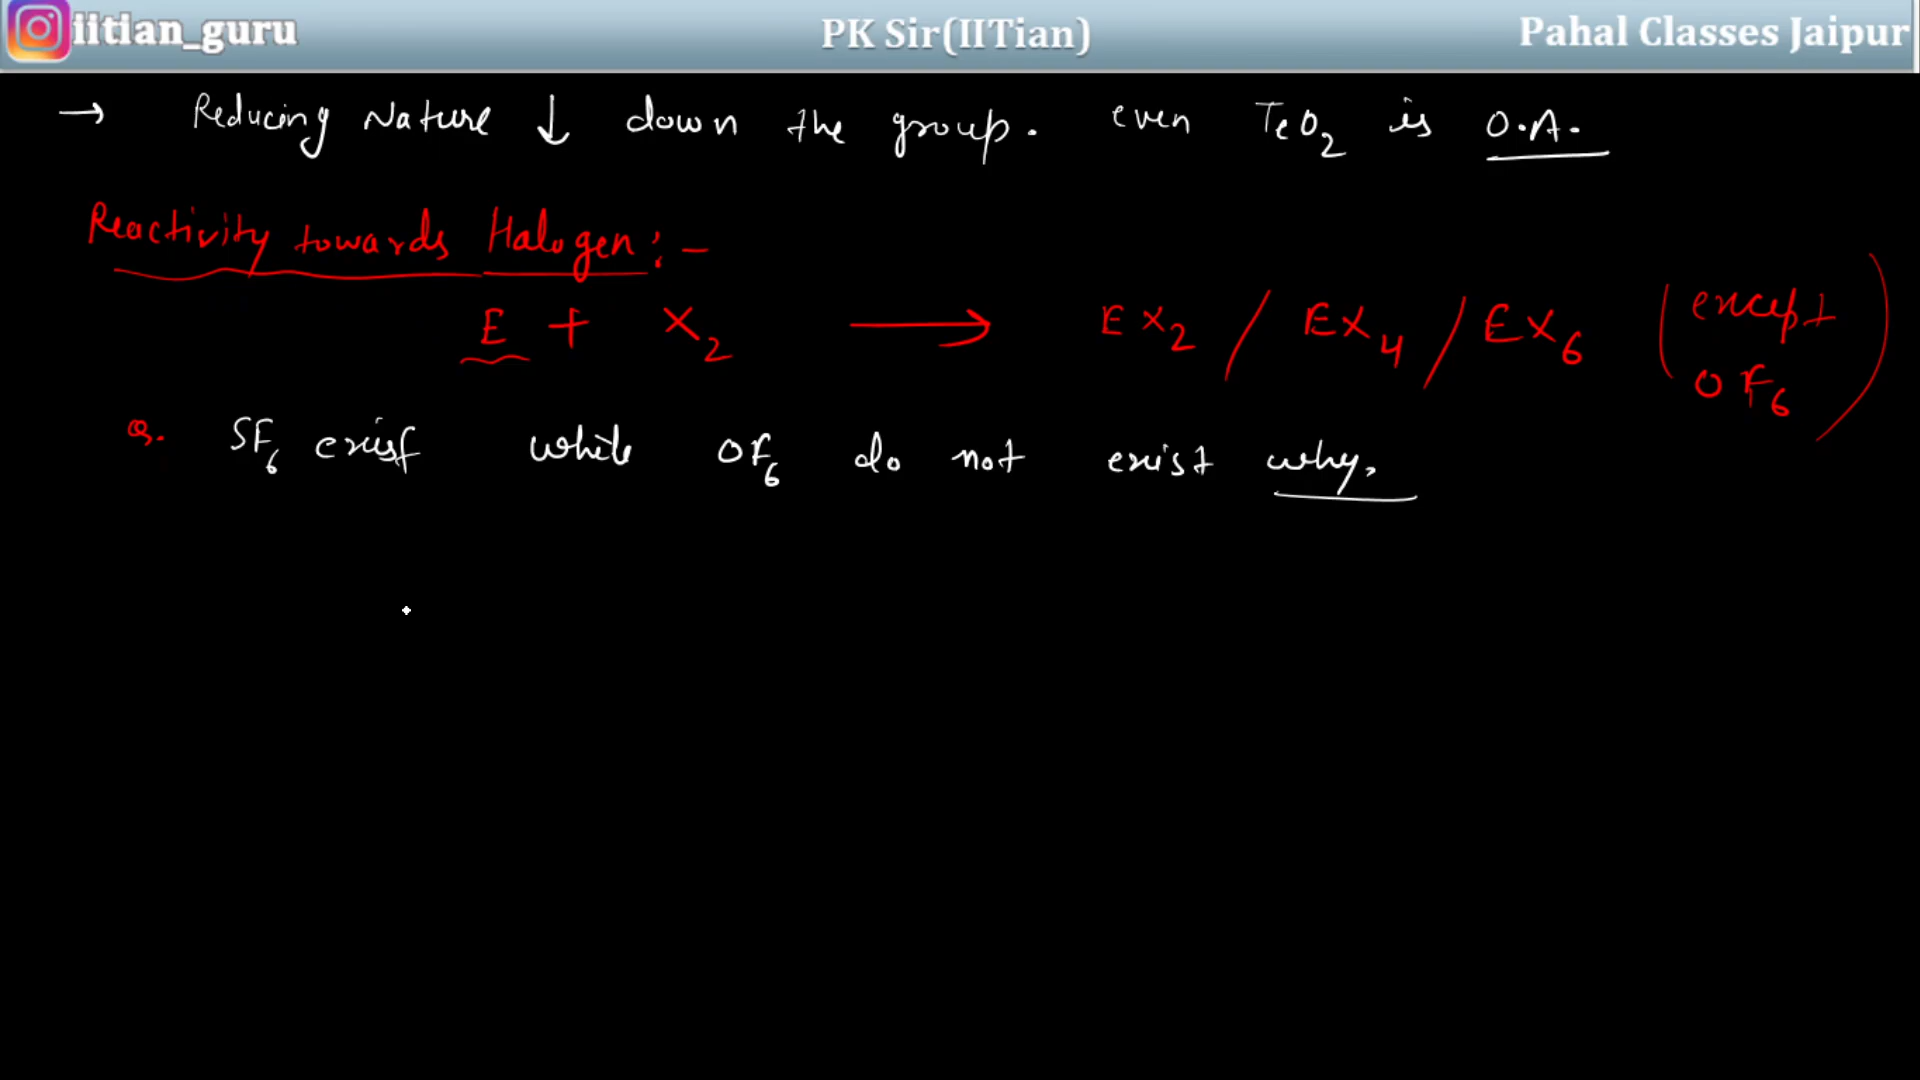 iitian_guru PK Sir(IITian) Pahal Classes Jaipur
→ Reducing Nature ↓ down the group. even TeO₂ is O.A.
Reactivity towards Halogen :-
E + X₂ ⟶ EX₂ / EX₄ / EX₆ (except OF₆)
Q. SF₆ exist while OF₆ do not exist why.